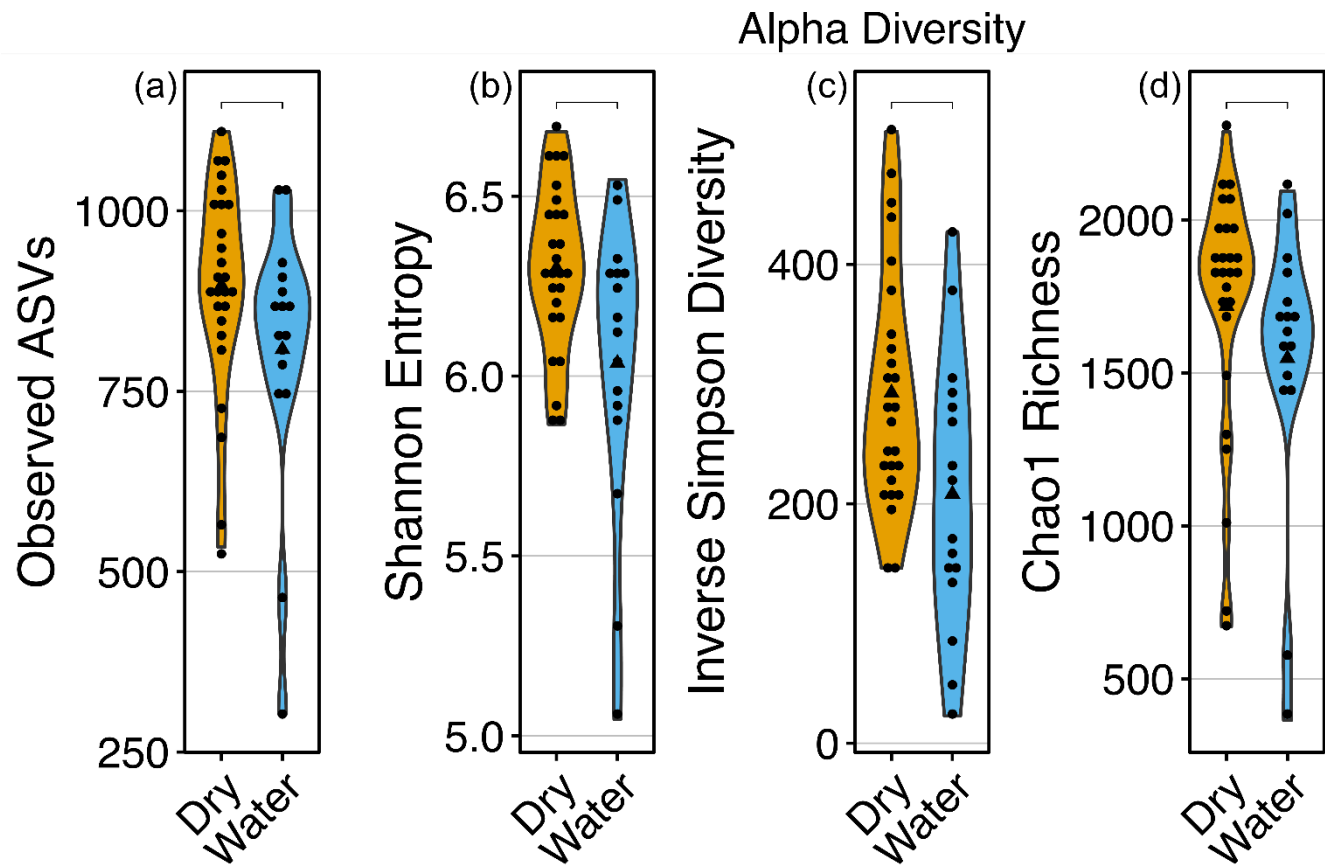 Alpha Diversity
(a)
Observed ASVs
1000
750
500
250
Dry
Water
(b)
Shannon Entropy
6.5
6.0
5.5
5.0
Dry
Water
(c)
Inverse Simpson Diversity
400
200
0
Dry
Water
(d)
Chao1 Richness
2000
1500
1000
500
Dry
Water